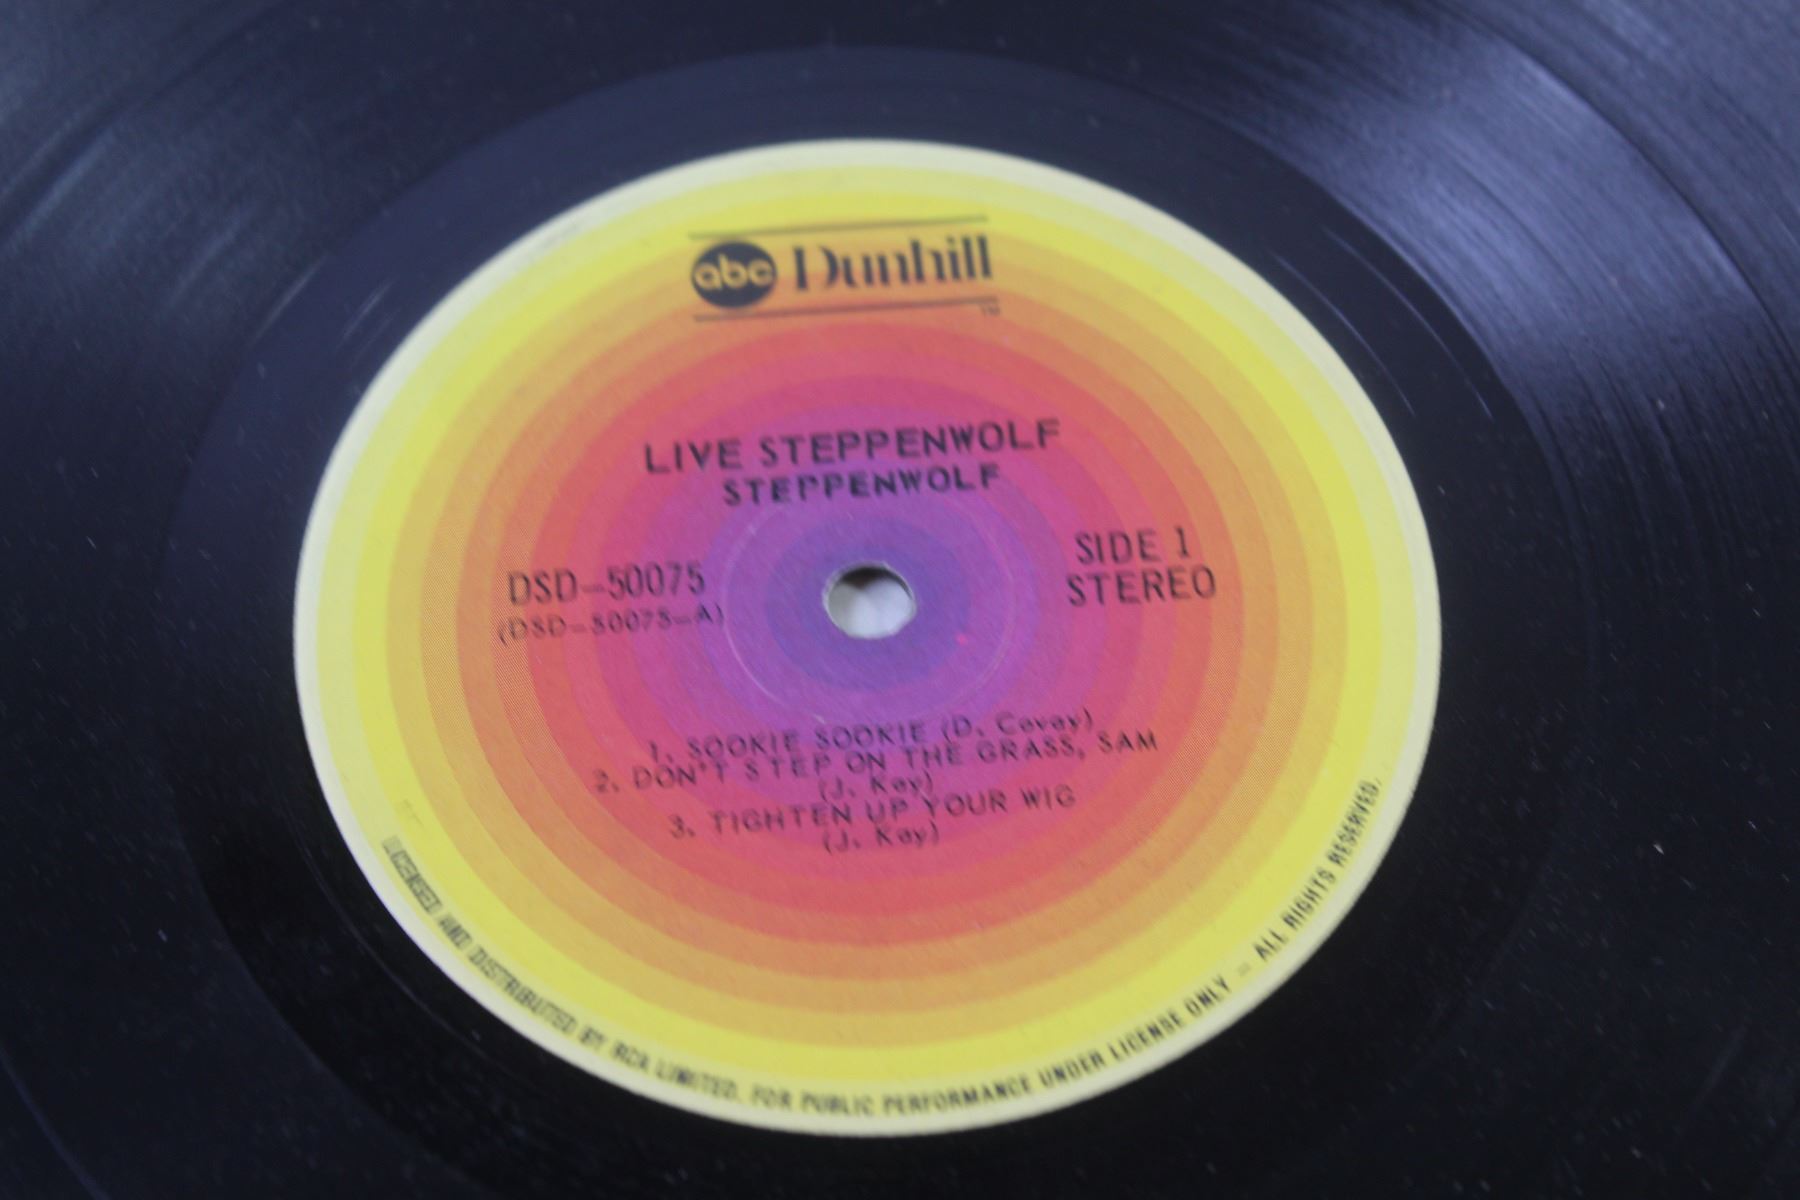 abc Dunhill
TM
LIVE STEPPENWOLF
STEPPENWOLF
SIDE 1
DSD-50075
STEREO
(DSD-50075-A)
1. SOOKIE SOOKIE (D. Covay)
2. DON'T STEP ON THE GRASS, SAM
(J. Kay)
3. TIGHTEN UP YOUR WIG
(J. Kay)
LICENSED AND DISTRIBUTED BY RCA LIMITED. FOR PUBLIC PERFORMANCE UNDER LICENSE ONLY - ALL RIGHTS RESERVED.